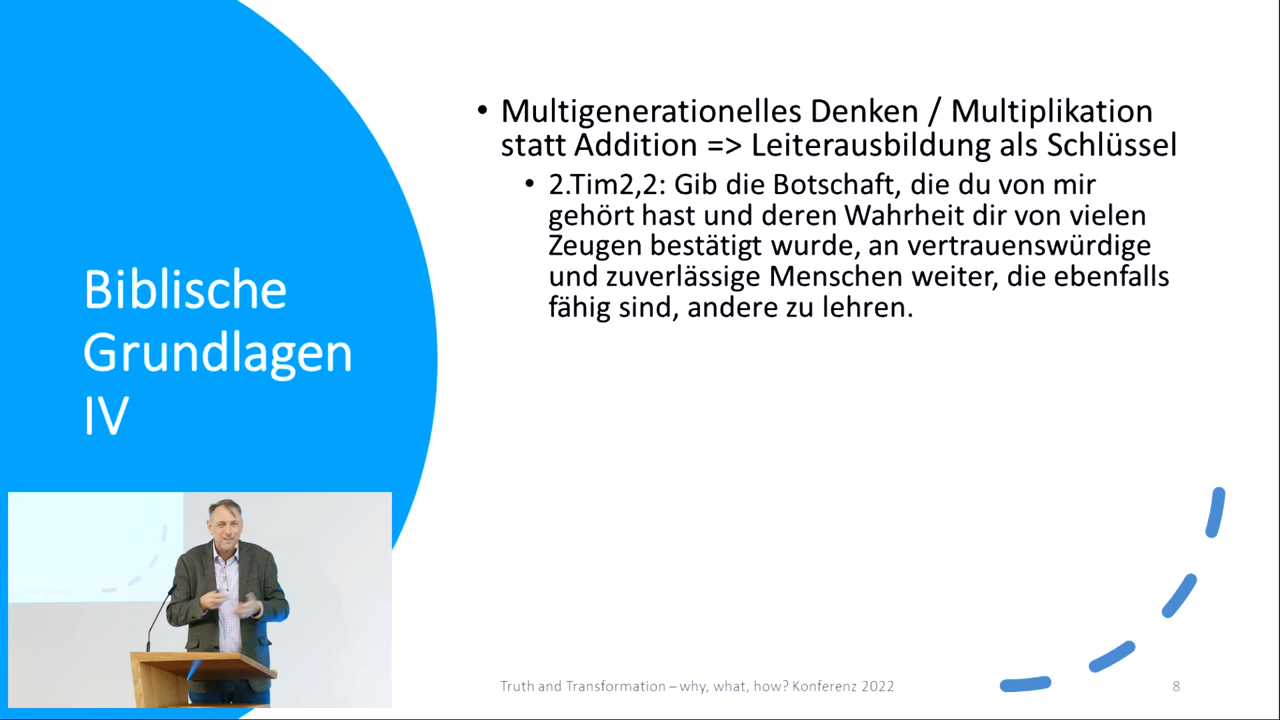 Biblische
Grundlagen
IV
• Multigenerationelles Denken / Multiplikation
statt Addition => Leiterausbildung als Schlüssel
• 2.Tim2,2: Gib die Botschaft, die du von mir
gehört hast und deren Wahrheit dir von vielen
Zeugen bestätigt wurde, an vertrauenswürdige
und zuverlässige Menschen weiter, die ebenfalls
fähig sind, andere zu lehren.
Truth and Transformation – why, what, how? Konferenz 2022
8